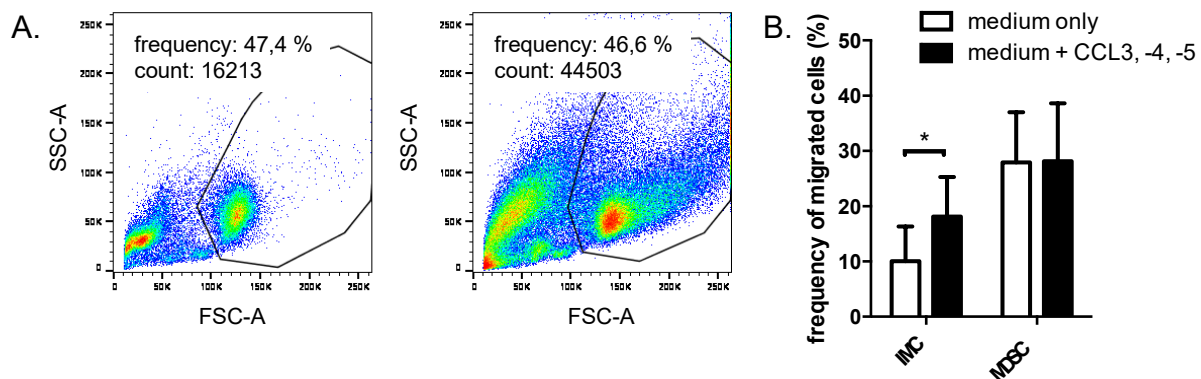 A.
frequency: 47,4 %
count: 16213
250K
200K
150K
100K
50K
0
SSC-A
0 50K 100K 150K 200K 250K
FSC-A
frequency: 46,6 %
count: 44503
250K
200K
150K
100K
50K
0
SSC-A
0 50K 100K 150K 200K 250K
FSC-A
B.
medium only
medium + CCL3, -4, -5
frequency of migrated cells (%)
50
40
30
20
10
0
*
IMC
MDSC